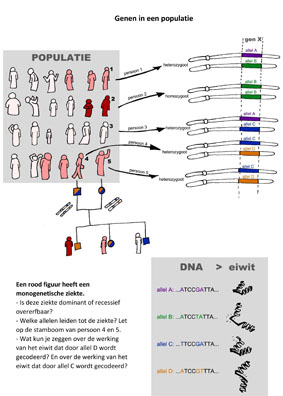 Genen in een populatie
gen X
POPULATIE
1
2
3
4
5
persoon 1
heterozygoot
allel A
allel B
persoon 2
homozygoot
allel B
allel B
persoon 3
heterozygoot
allel A
allel C
persoon 4
heterozygoot
allel C
allel D
persoon 5
heterozygoot
allel C
allel D
Een rood figuur heeft een
monogenetische ziekte.
- Is deze ziekte dominant of recessief
overerfbaar?
- Welke allelen leiden tot de ziekte? Let
op de stamboom van persoon 4 en 5.
- Wat kun je zeggen over de werking
van het eiwit dat door allel D wordt
gecodeerd? En over de werking van het
eiwit dat door allel C wordt gecodeerd?
DNA > eiwit
allel A: ...ATCCGATTA...
allel B: ...ATCCTATTA...
allel C: ...TTCCGATTA...
allel D: ...ATCCGTTTA...